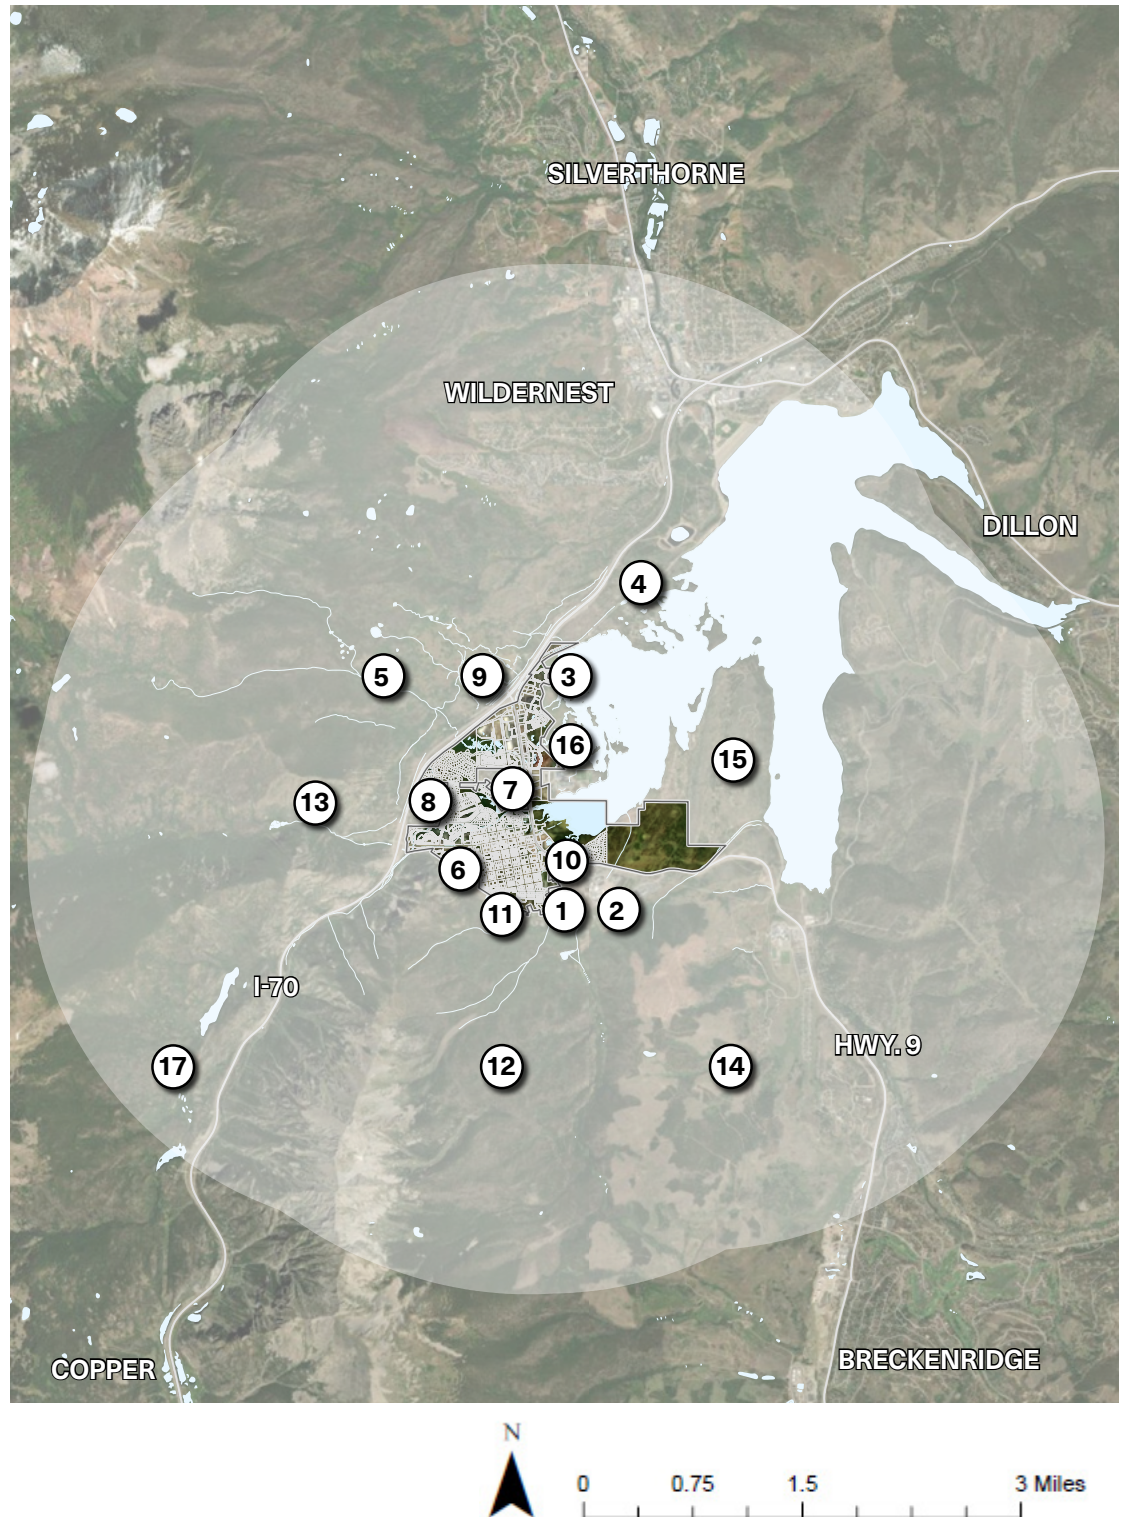 SILVERTHORNE
WILDERNEST
DILLON
4
5
9
3
16
15
7
8
13
10
6
11
1
2
I-70
HWY. 9
17
12
14
COPPER
BRECKENRIDGE
N
0 0.75 1.5 3 Miles